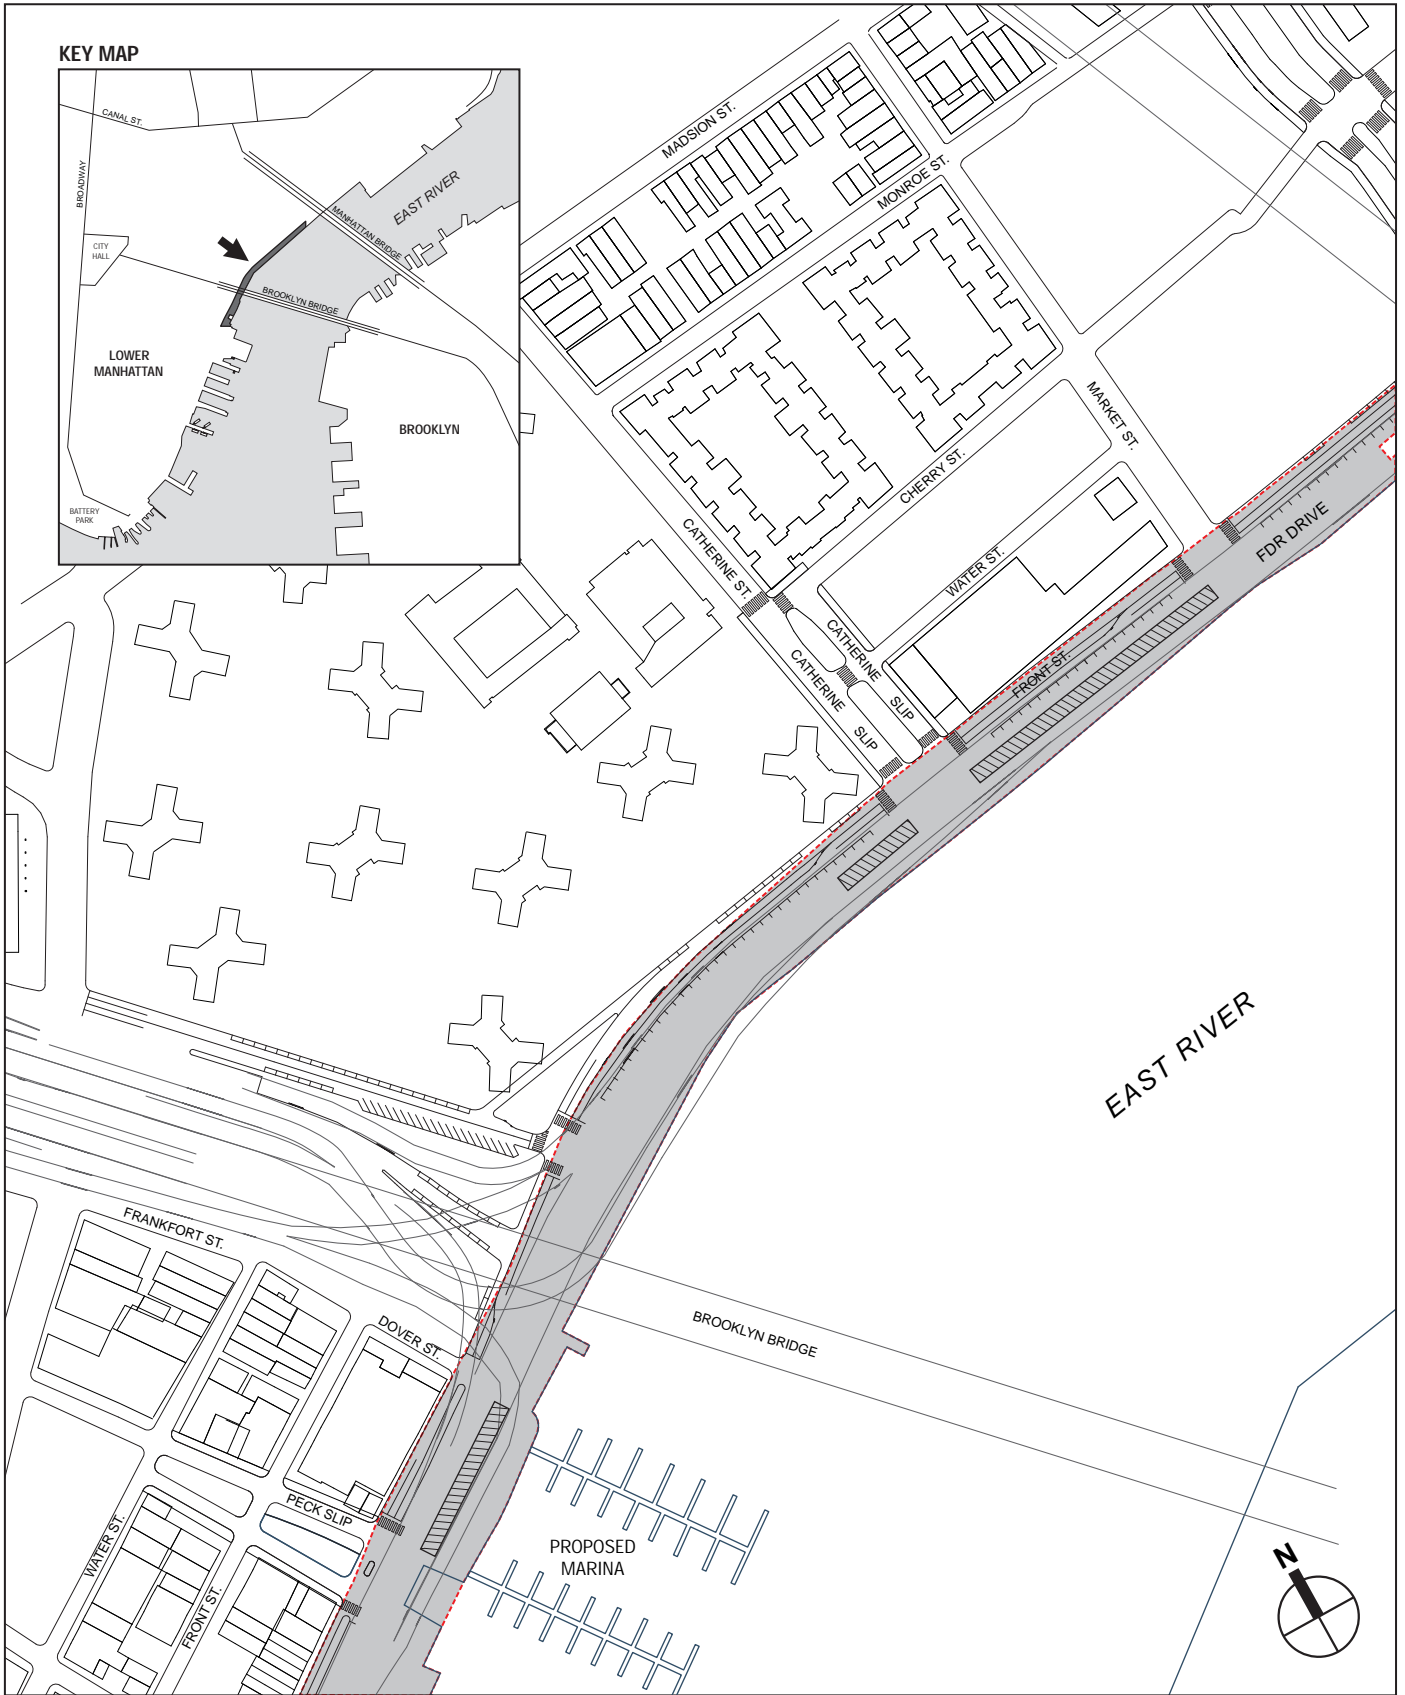 KEY MAP
CANAL ST.
BROADWAY
EAST RIVER
MANHATTAN BRIDGE
CITY
HALL
BROOKLYN BRIDGE
LOWER
MANHATTAN
BROOKLYN
BATTERY
PARK
MADSION ST.
MONROE ST.
MARKET ST.
CHERRY ST.
FDR DRIVE
CATHERINE ST.
WATER ST.
CATHERINE SLIP
CATHERINE SLIP
FRONT ST.
EAST RIVER
FRANKFORT ST.
DOVER ST.
BROOKLYN BRIDGE
PECK SLIP
WATER ST.
FRONT ST.
PROPOSED
MARINA
N